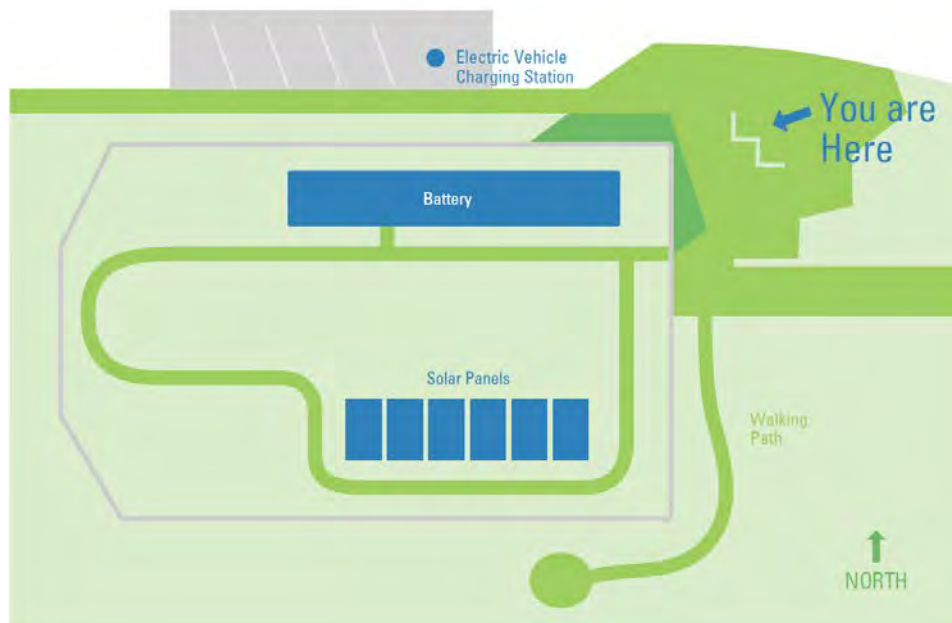 Electric Vehicle
Charging Station
You are
Here
Battery
Solar Panels
Walking
Path
NORTH